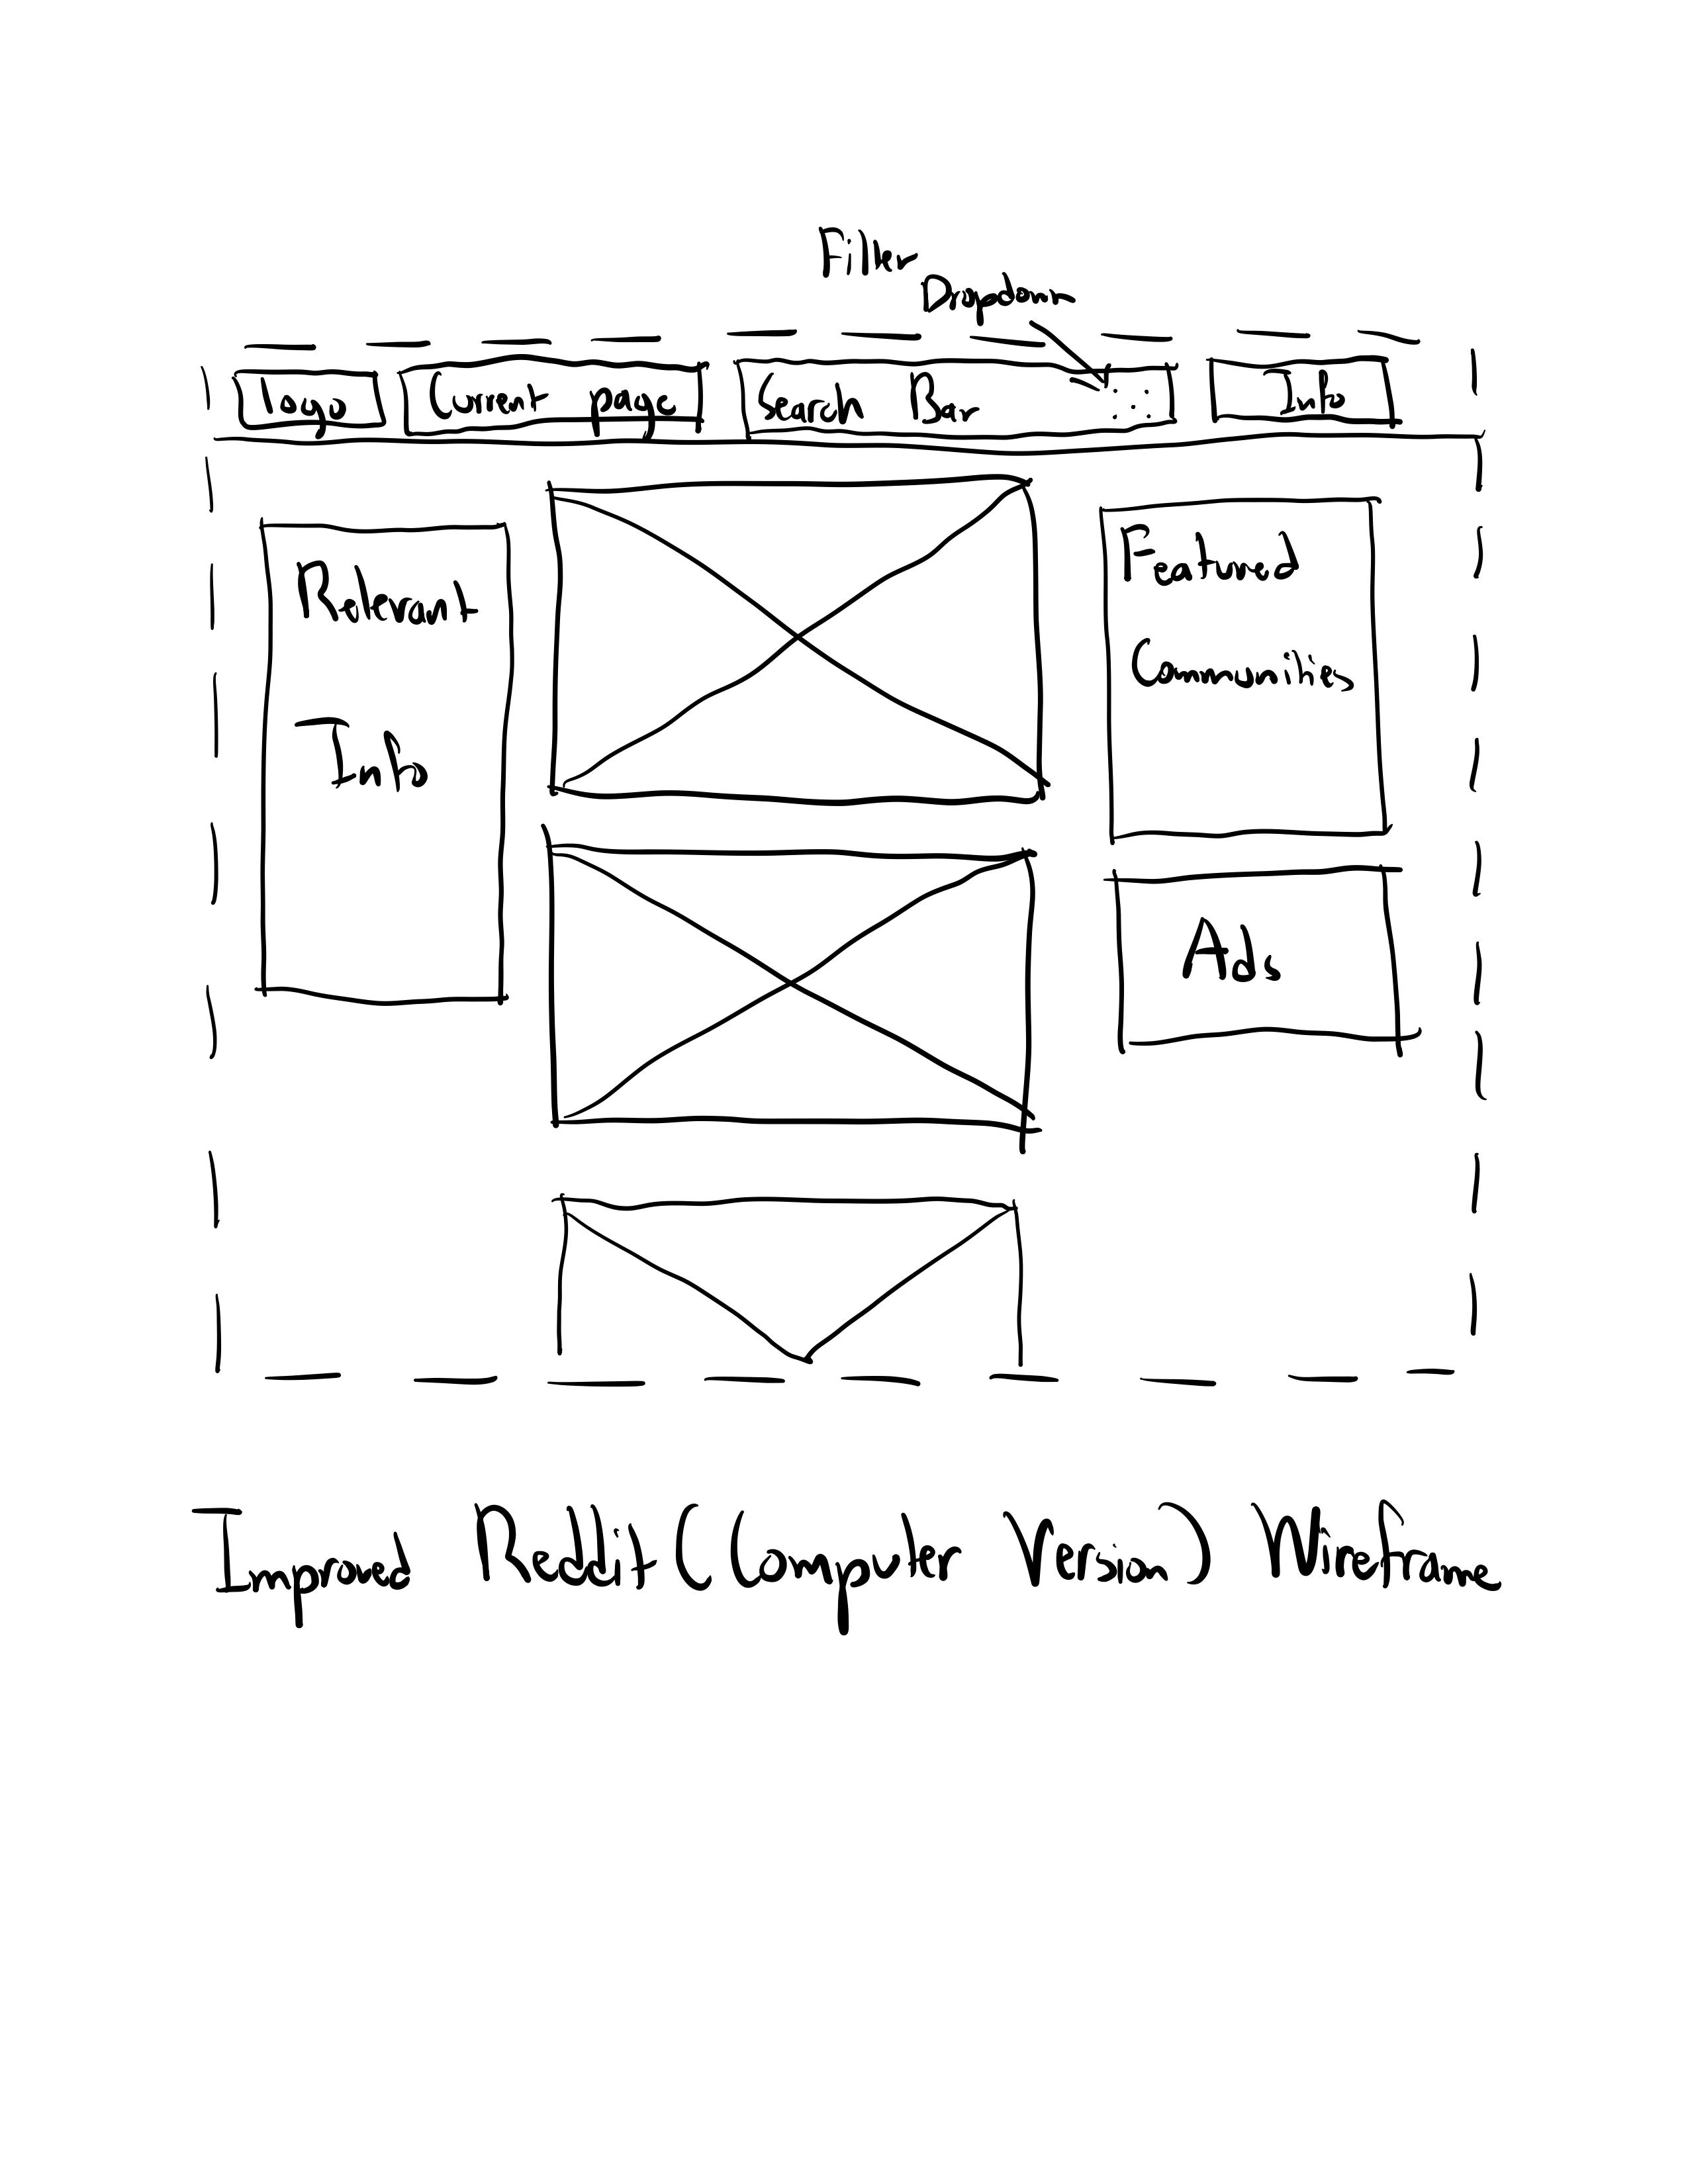 Filter
Dropdown
logo Current page Search Bar Info
Relevant
Info
Featured
Communities
Ads
Improved Reddit (Computer Version) Wireframe